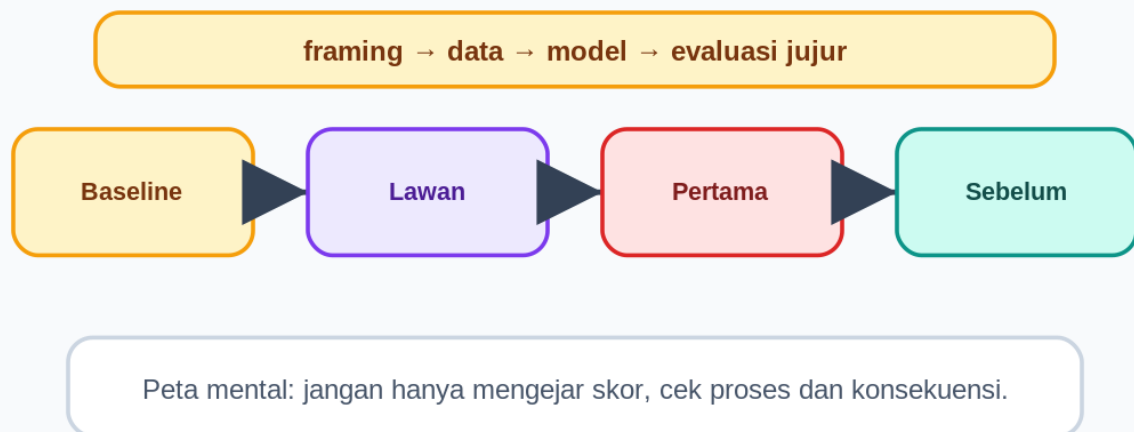 framing → data → model → evaluasi jujur
Baseline
Lawan
Pertama
Sebelum
Peta mental: jangan hanya mengejar skor, cek proses dan konsekuensi.